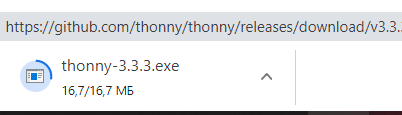 https://github.com/thonny/thonny/releases/download/v3.3.
thonny-3.3.3.exe
16,7/16,7 МБ